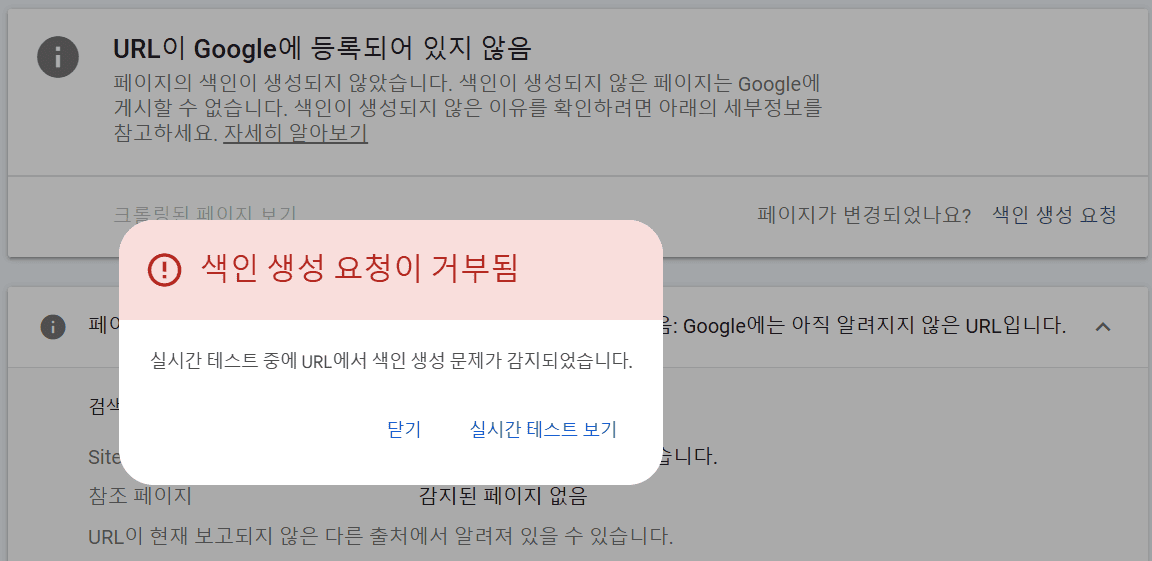 URL이 Google에 등록되어 있지 않음
페이지의 색인이 생성되지 않았습니다. 색인이 생성되지 않은 페이지는 Google에
게시할 수 없습니다. 색인이 생성되지 않은 이유를 확인하려면 아래의 세부정보를
참고하세요. 자세히 알아보기
크롤링된 페이지 보기
페이지가 변경되었나요? 색인 생성 요청
색인 생성 요청이 거부됨
실시간 테스트 중에 URL에서 색인 생성 문제가 감지되었습니다.
닫기 실시간 테스트 보기
Google에는 아직 알려지지 않은 URL입니다.
참조 페이지 감지된 페이지 없음
URL이 현재 보고되지 않은 다른 출처에서 알려져 있을 수 있습니다.